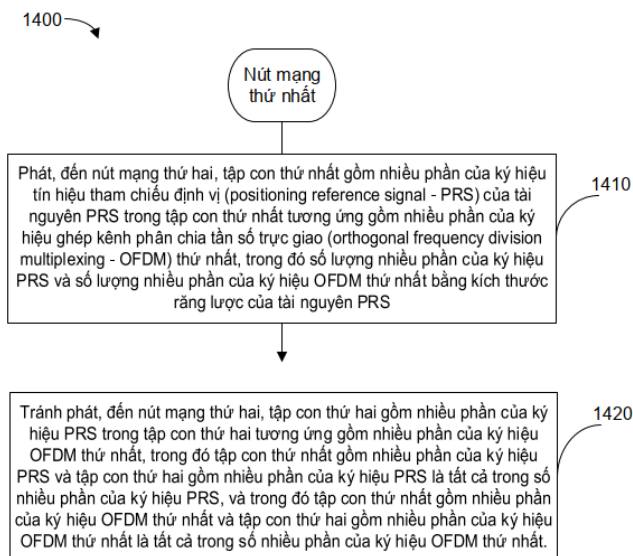 1400
Nút mạng
thứ nhất
Phát, đến nút mạng thứ hai, tập con thứ nhất gồm nhiều phần của ký hiệu
tín hiệu tham chiếu định vị (positioning reference signal - PRS) của tài
nguyên PRS trong tập con thứ nhất tương ứng gồm nhiều phần của ký
hiệu ghép kênh phân chia tần số trực giao (orthogonal frequency division
multiplexing - OFDM) thứ nhất, trong đó số lượng nhiều phần của ký hiệu
PRS và số lượng nhiều phần của ký hiệu OFDM thứ nhất bằng kích thước
răng lược của tài nguyên PRS
1410
Tránh phát, đến nút mạng thứ hai, tập con thứ hai gồm nhiều phần của ký
hiệu PRS trong tập con thứ hai tương ứng gồm nhiều phần của ký hiệu
OFDM thứ nhất, trong đó tập con thứ nhất gồm nhiều phần của ký hiệu
PRS và tập con thứ hai gồm nhiều phần của ký hiệu PRS là tất cả trong số
nhiều phần của ký hiệu PRS, và trong đó tập con thứ nhất gồm nhiều phần
của ký hiệu OFDM thứ nhất và tập con thứ hai gồm nhiều phần của ký hiệu
OFDM thứ nhất là tất cả trong số nhiều phần của ký hiệu OFDM thứ nhất.
1420